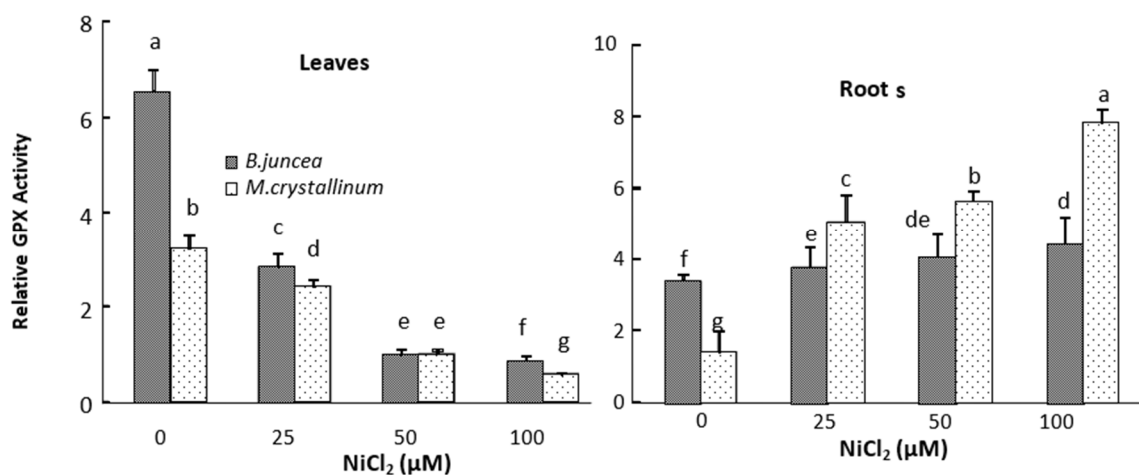 8
a
Leaves
6
B.juncea
M.crystallinum
b
4
c
d
2
e
e
f
g
0
0
25
50
100
NiCl₂ (µM)
Relative GPX Activity
10
Root s
8
a
6
c
b
d
de
e
4
f
2
g
0
0
25
50
100
NiCl₂ (µM)